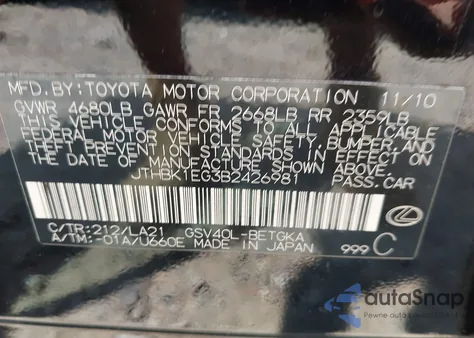 MFD.BY:TOYOTA MOTOR CORPORATION 11/10
GVWR 4680LB GAWR FR 2668LB RR 2359LB
THIS VEHICLE CONFORMS TO ALL APPLICABLE
FEDERAL MOTOR VEHICLE SAFETY, BUMPER, AND
THEFT PREVENTION STANDARDS IN EFFECT ON
THE DATE OF MANUFACTURE SHOWN ABOVE.
JTHBK1EG3B2426981 PASS.CAR
C/TR:212/LA21 GSV40L-BETGKA
A/TM:-01A/U660E MADE IN JAPAN 999 C
autoSnap
Pewne auta